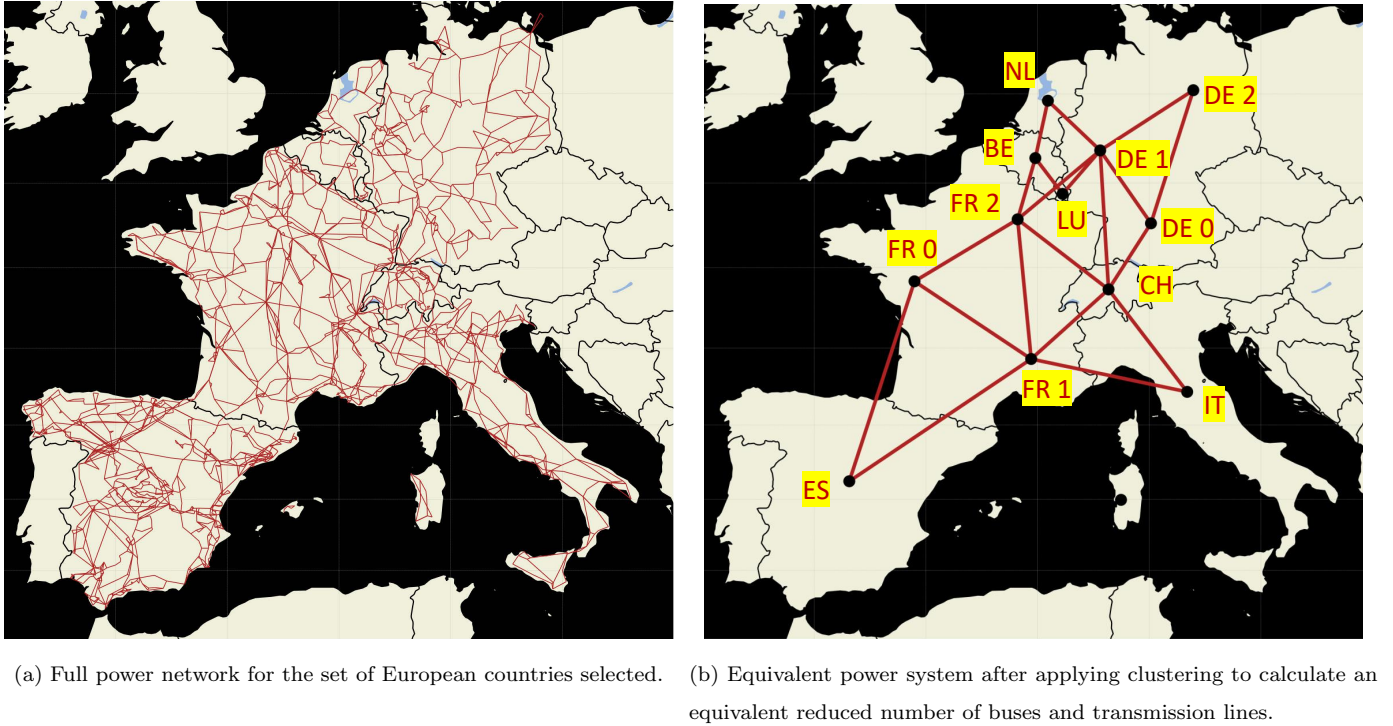 NL
DE 2
BE
DE 1
FR 2
LU
DE 0
FR 0
CH
FR 1
IT
ES
(a) Full power network for the set of European countries selected.
(b) Equivalent power system after applying clustering to calculate an
equivalent reduced number of buses and transmission lines.